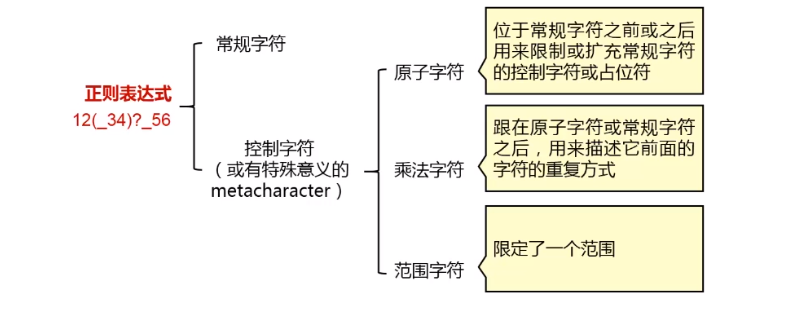 正则表达式
12(_34)?_56
常规字符
控制字符
（或有特殊意义的
metacharacter）
原子字符
位于常规字符之前或之后
用来限制或扩充常规字符
的控制字符或占位符
乘法字符
跟在原子字符或常规字符
之后，用来描述它前面的
字符的重复方式
范围字符
限定了一个范围